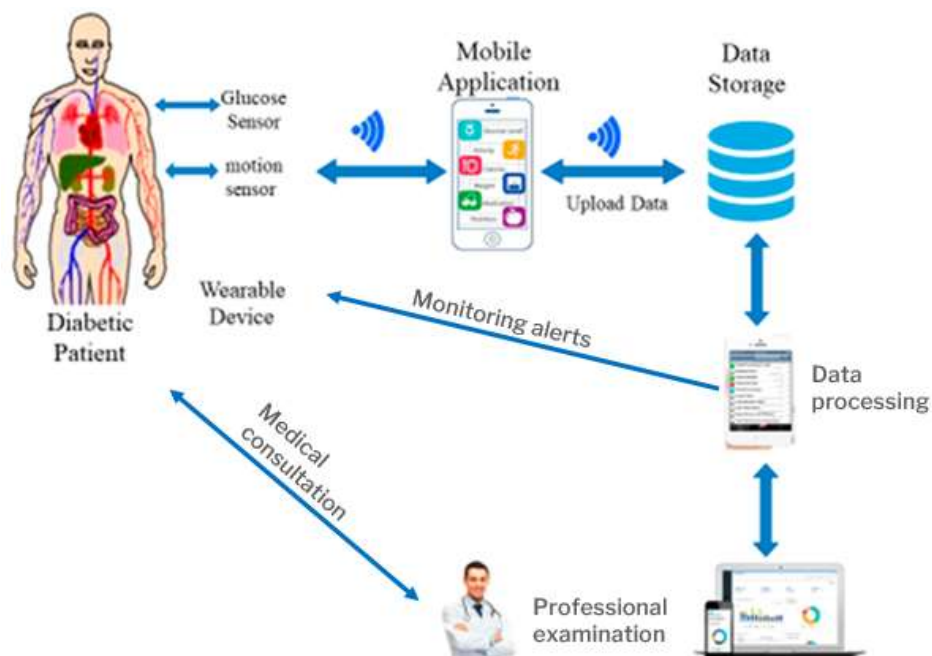 Mobile
Application
Data
Storage
Glucose
Sensor
motion
sensor
Upload Data
Wearable
Device
Diabetic
Patient
Monitoring alerts
Data
processing
Medical
consultation
Professional
examination